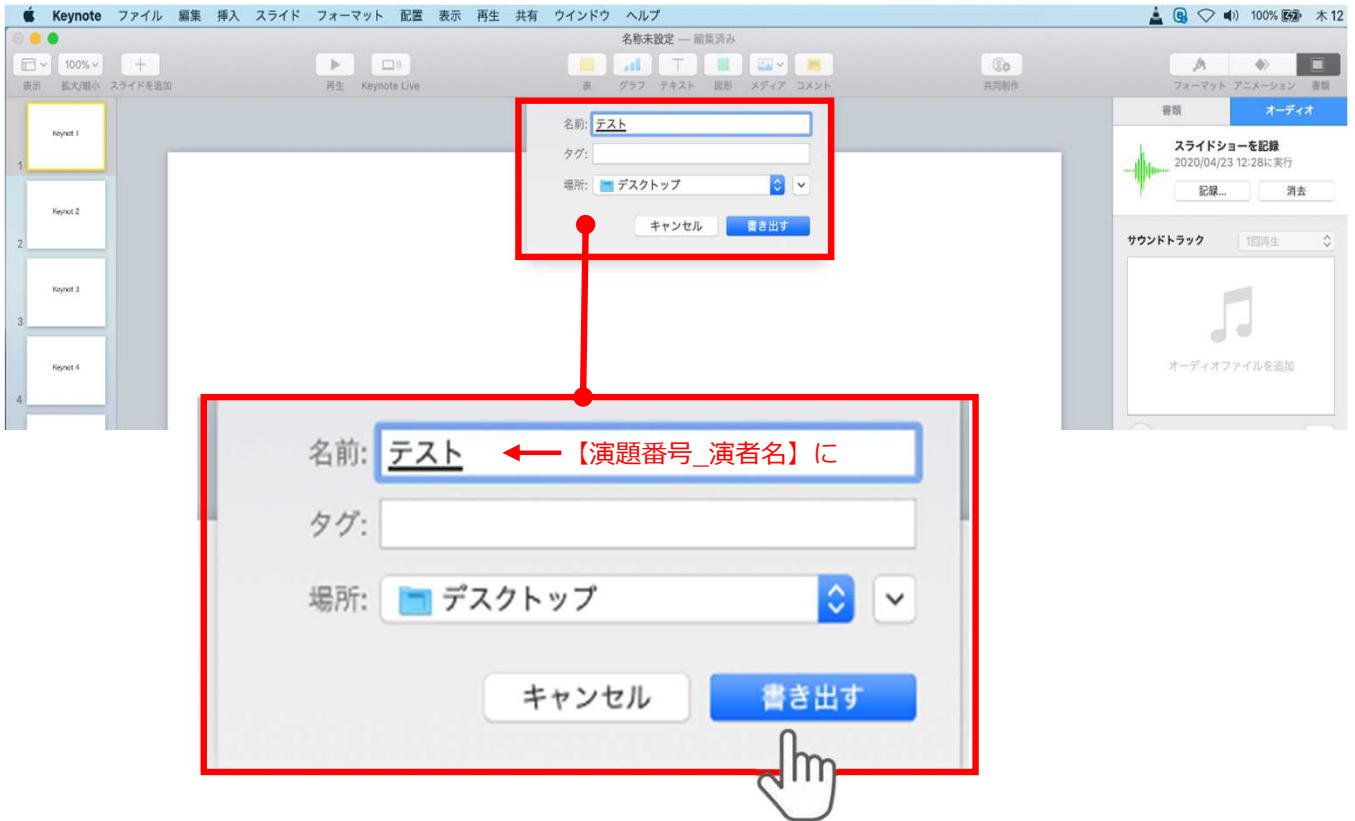 Keynote ファイル 編集 挿入 スライド フォーマット 配置 表示 再生 共有 ウインドウ ヘルプ 100% 木12
名称未設定 — 編集済み
100%
表示 拡大/縮小 スライドを追加 再生 Keynote Live 表 グラフ テキスト 図形 メディア コメント 共同制作 フォーマット アニメーション 書類
Keynot 1
1
Keynot 2
2
Keynot 3
3
Keynot 4
4
名前: テスト
タグ:
場所: デスクトップ
キャンセル 書き出す
書類 オーディオ
スライドショーを記録
2020/04/23 12:28に実行
記録... 消去
サウンドトラック 1回再生
オーディオファイルを追加
名前: テスト 【演題番号_演者名】に
タグ:
場所: デスクトップ
キャンセル 書き出す